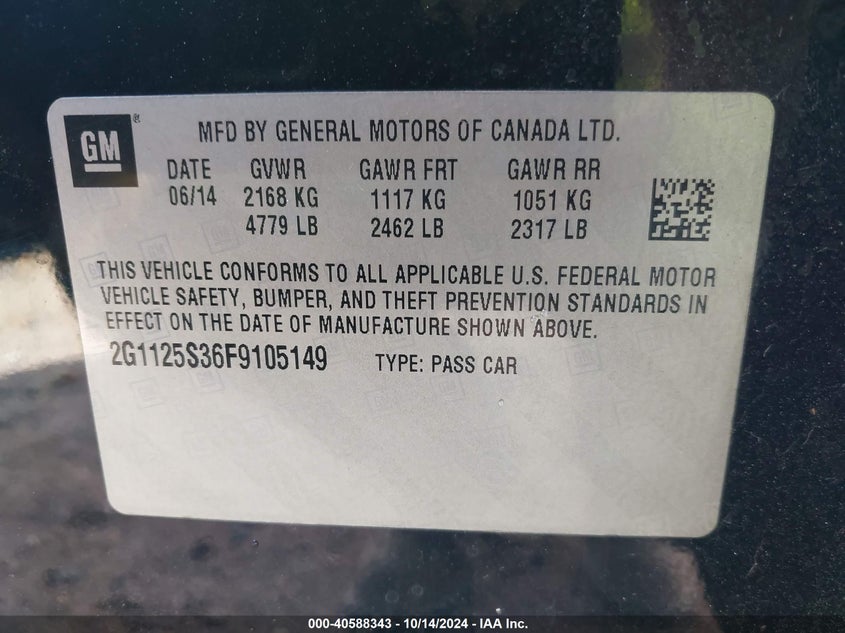 GM
MFD BY GENERAL MOTORS OF CANADA LTD.
DATE GVWR GAWR FRT GAWR RR
06/14 2168 KG 1117 KG 1051 KG
4779 LB 2462 LB 2317 LB
THIS VEHICLE CONFORMS TO ALL APPLICABLE U.S. FEDERAL MOTOR
VEHICLE SAFETY, BUMPER, AND THEFT PREVENTION STANDARDS IN
EFFECT ON THE DATE OF MANUFACTURE SHOWN ABOVE.
2G1125S36F9105149 TYPE: PASS CAR
000-40588343 - 10/14/2024 - IAA Inc.